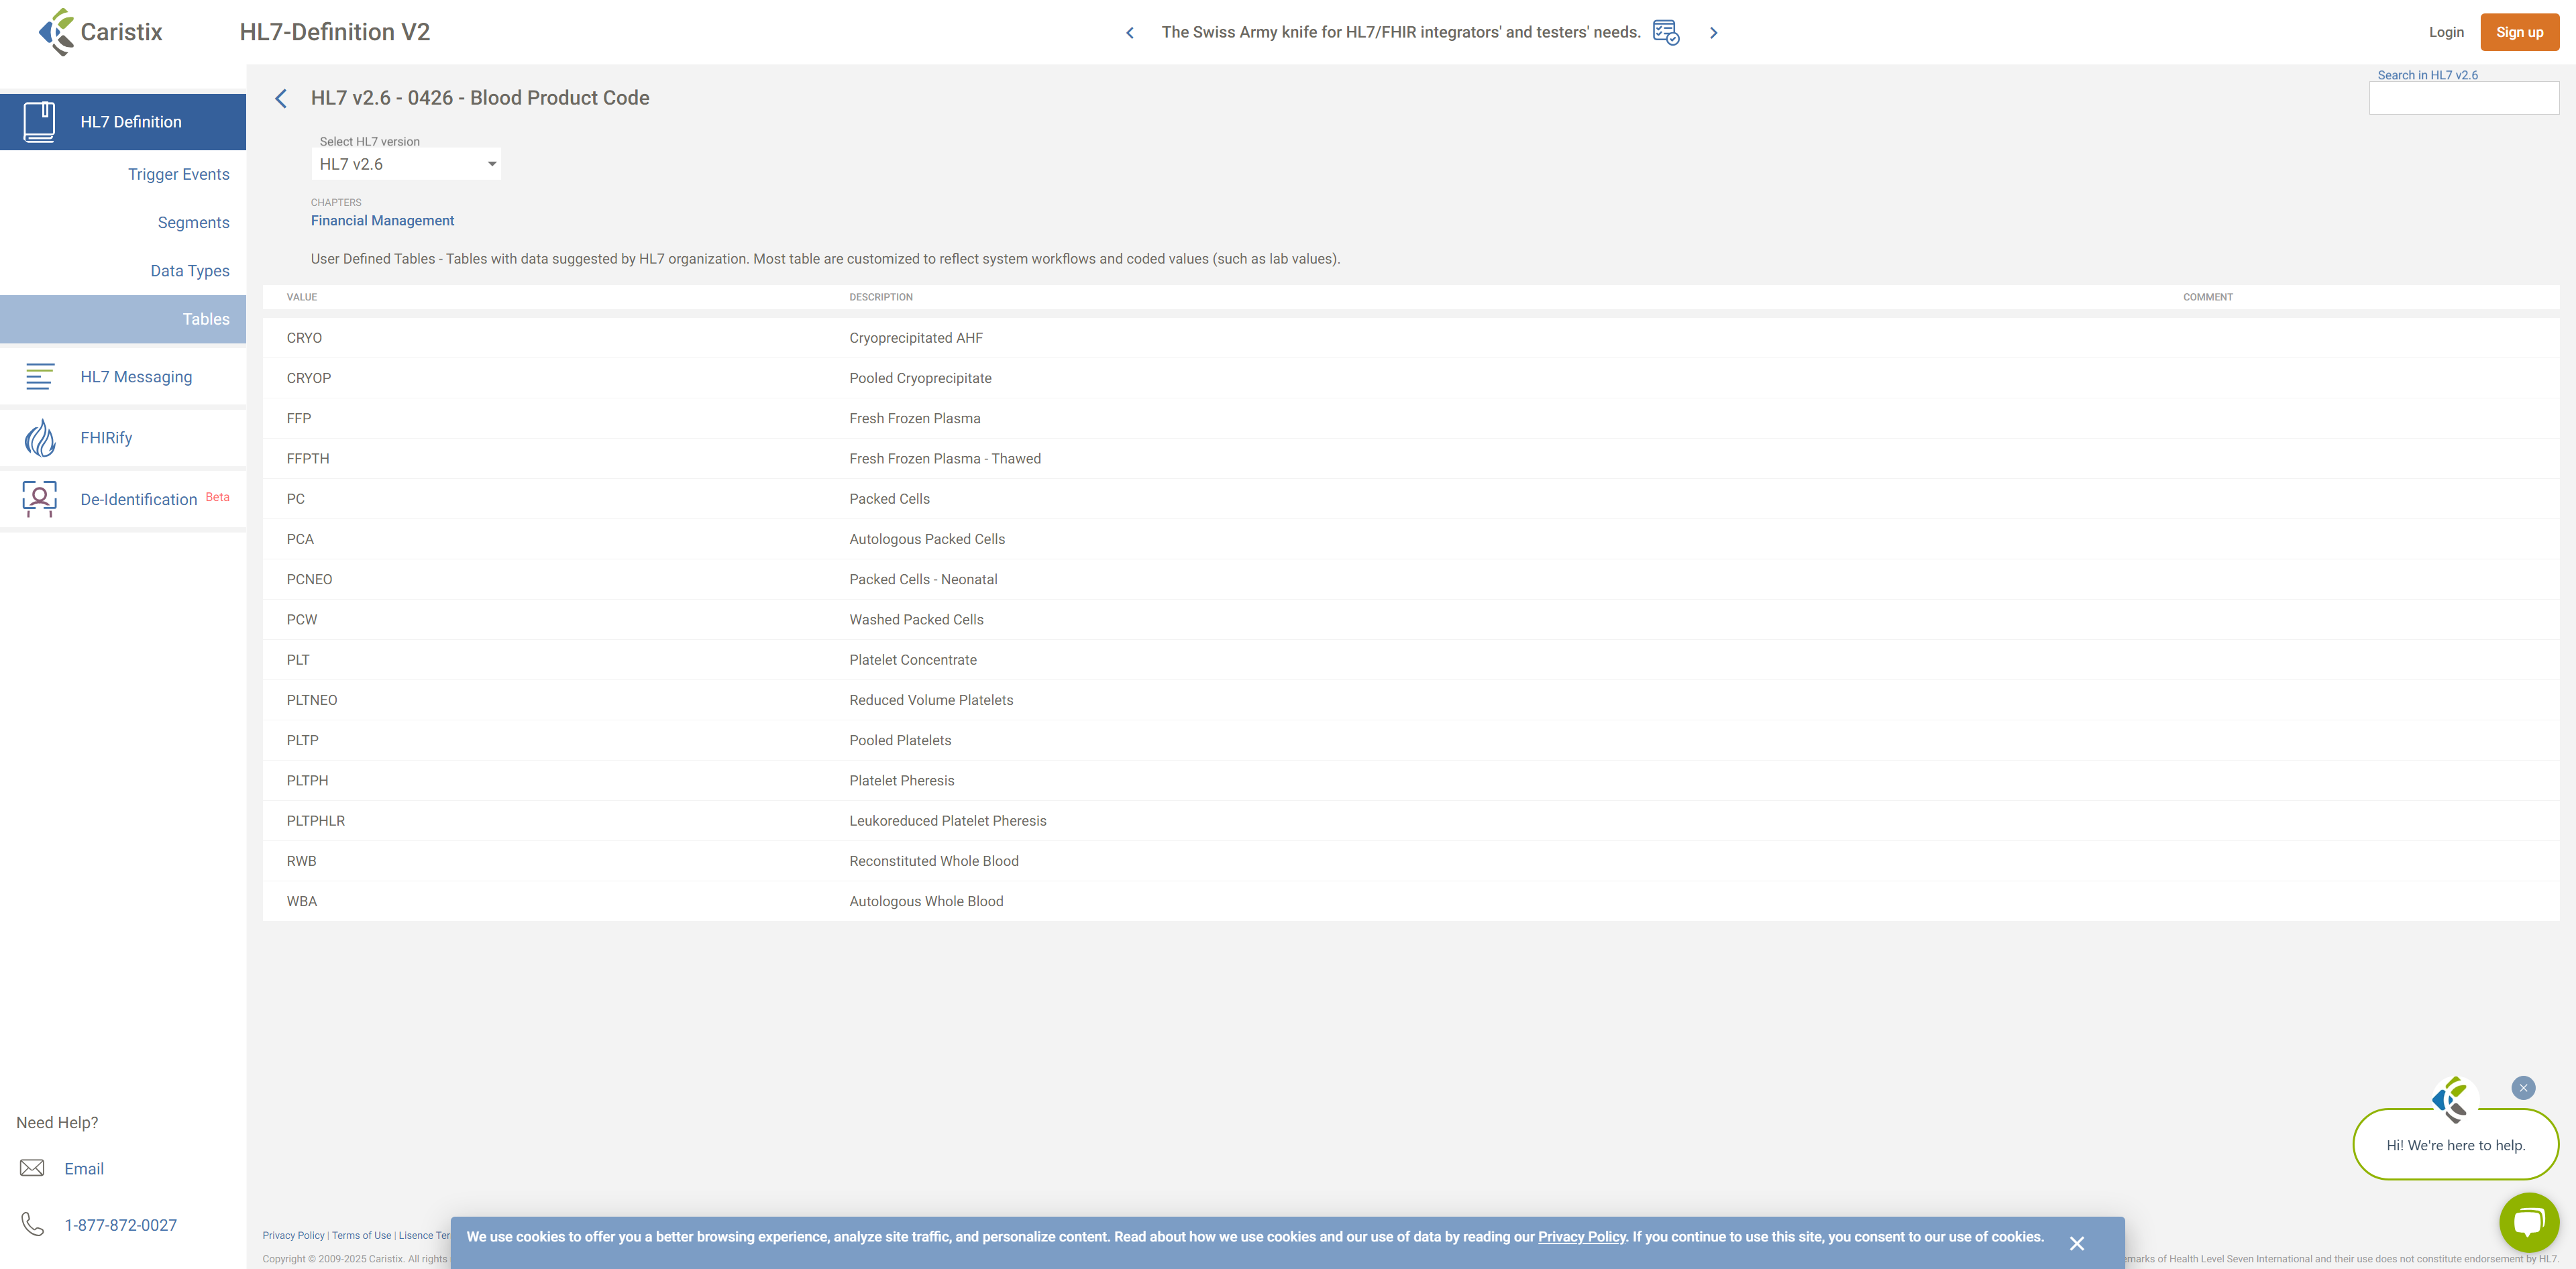 Caristix
HL7-Definition V2
The Swiss Army knife for HL7/FHIR integrators' and testers' needs.
Login
Sign up
HL7 Definition
Trigger Events
Segments
Data Types
Tables
HL7 Messaging
FHIRify
De-Identification Beta
Need Help?
Email
1-877-872-0027
HL7 v2.6 - 0426 - Blood Product Code
Search in HL7 v2.6
Select HL7 version
HL7 v2.6
CHAPTERS
Financial Management
User Defined Tables - Tables with data suggested by HL7 organization. Most table are customized to reflect system workflows and coded values (such as lab values).
VALUE DESCRIPTION COMMENT
CRYO Cryoprecipitated AHF
CRYOP Pooled Cryoprecipitate
FFP Fresh Frozen Plasma
FFPTH Fresh Frozen Plasma - Thawed
PC Packed Cells
PCA Autologous Packed Cells
PCNEO Packed Cells - Neonatal
PCW Washed Packed Cells
PLT Platelet Concentrate
PLTNEO Reduced Volume Platelets
PLTP Pooled Platelets
PLTPH Platelet Pheresis
PLTPHLR Leukoreduced Platelet Pheresis
RWB Reconstituted Whole Blood
WBA Autologous Whole Blood
Hi! We're here to help.
Privacy Policy | Terms of Use | Lisence Ter
We use cookies to offer you a better browsing experience, analyze site traffic, and personalize content. Read about how we use cookies and our use of data by reading our Privacy Policy. If you continue to use this site, you consent to our use of cookies.
Copyright © 2009-2025 Caristix. All rights
emarks of Health Level Seven International and their use does not constitute endorsement by HL7.